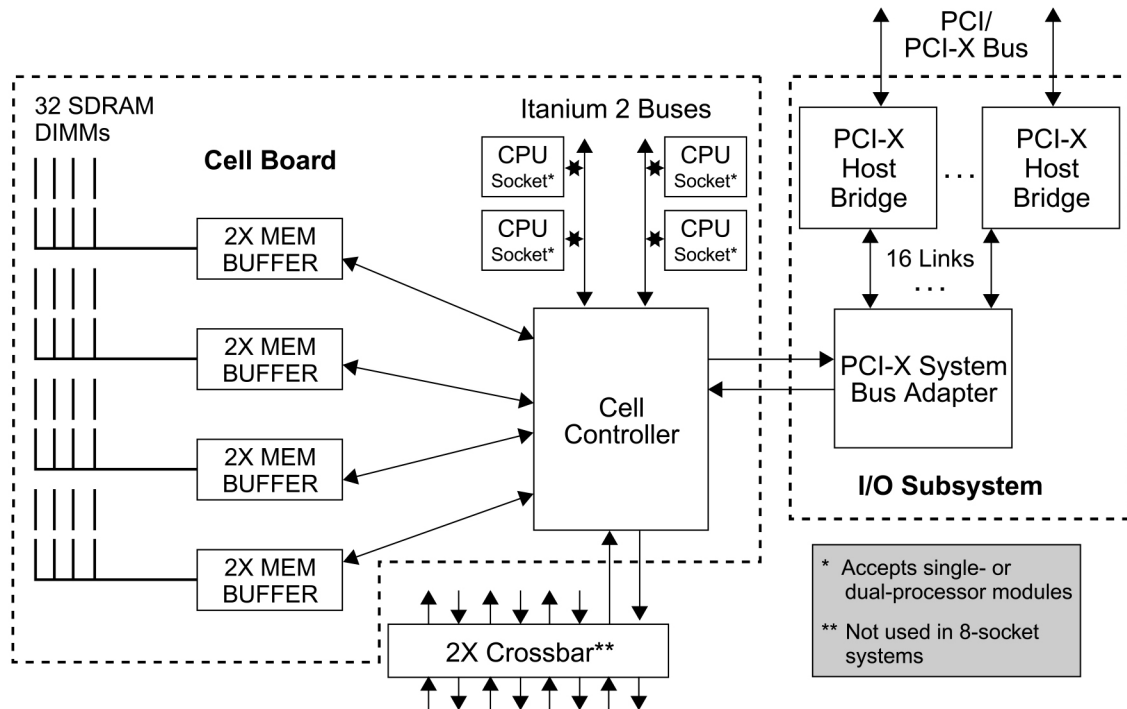 PCI/
PCI-X Bus
32 SDRAM
DIMMs
Cell Board
Itanium 2 Buses
CPU
Socket*
CPU
Socket*
CPU
Socket*
CPU
Socket*
2X MEM
BUFFER
2X MEM
BUFFER
2X MEM
BUFFER
2X MEM
BUFFER
Cell
Controller
2X Crossbar**
PCI-X
Host
Bridge
. . .
PCI-X
Host
Bridge
16 Links
. . .
PCI-X System
Bus Adapter
I/O Subsystem
* Accepts single- or
dual-processor modules
** Not used in 8-socket
systems